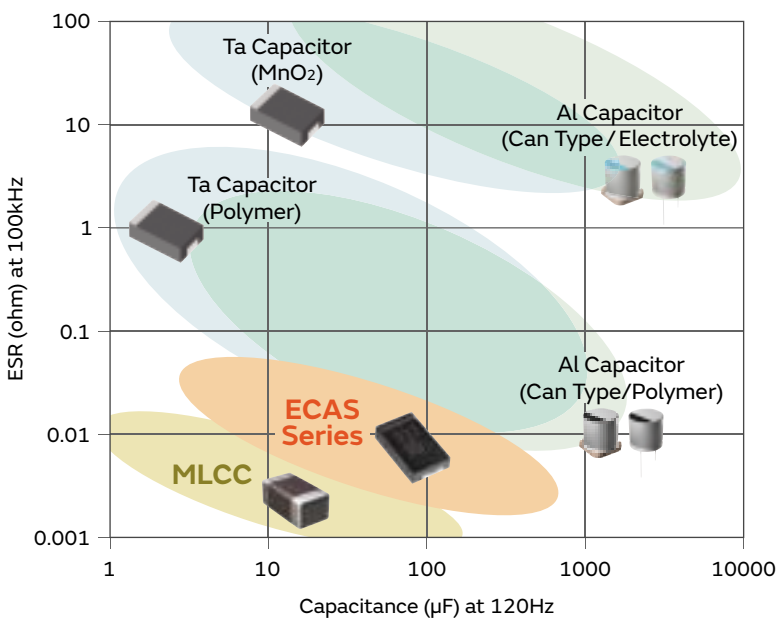 100
10
1
0.1
0.01
0.001
ESR (ohm) at 100kHz
Ta Capacitor
(MnO₂)
Al Capacitor
(Can Type/Electrolyte)
Ta Capacitor
(Polymer)
Al Capacitor
(Can Type/Polymer)
ECAS
Series
MLCC
1
10
100
1000
10000
Capacitance (µF) at 120Hz